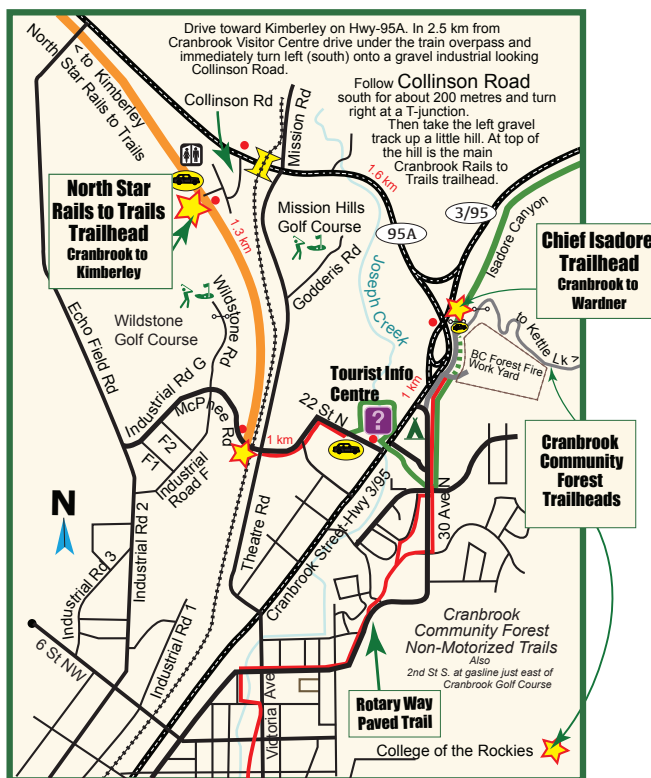 Drive toward Kimberley on Hwy-95A. In 2.5 km from
Cranbrook Visitor Centre drive under the train overpass and
immediately turn left (south) onto a gravel industrial looking
Collinson Road.
Follow Collinson Road
south for about 200 metres and turn
right at a T-junction.
Then take the left gravel
track up a little hill. At top of
the hill is the main
Cranbrook Rails to
Trails trailhead.
< to Kimberley
North Star Rails to Trails
Collinson Rd
Mission Rd
1.6 km
3/95
95A
Isadore Canyon
North Star
Rails to Trails
Trailhead
Cranbrook to
Kimberley
1.3 km
Mission Hills
Golf Course
Godderis Rd
Joseph Creek
Chief Isadore
Trailhead
Cranbrook to
Wardner
to Kettle Lk >
BC Forest Fire
Work Yard
Echo Field Rd
Wildstone Rd
Wildstone
Golf Course
Industrial Rd G
McPhee Rd
F2
F1
Industrial
Road F
1 km
22 St N
Tourist Info
Centre
?
1 km
Cranbrook
Community
Forest
Trailheads
N
Industrial Rd 3
Industrial Rd 2
Industrial Rd 1
6 St NW
Theatre Rd
Cranbrook Street-Hwy 3/95
30 Ave N
Victoria Ave
Cranbrook
Community Forest
Non-Motorized Trails
Also
2nd St S. at gasline just east of
Cranbrook Golf Course
Rotary Way
Paved Trail
College of the Rockies